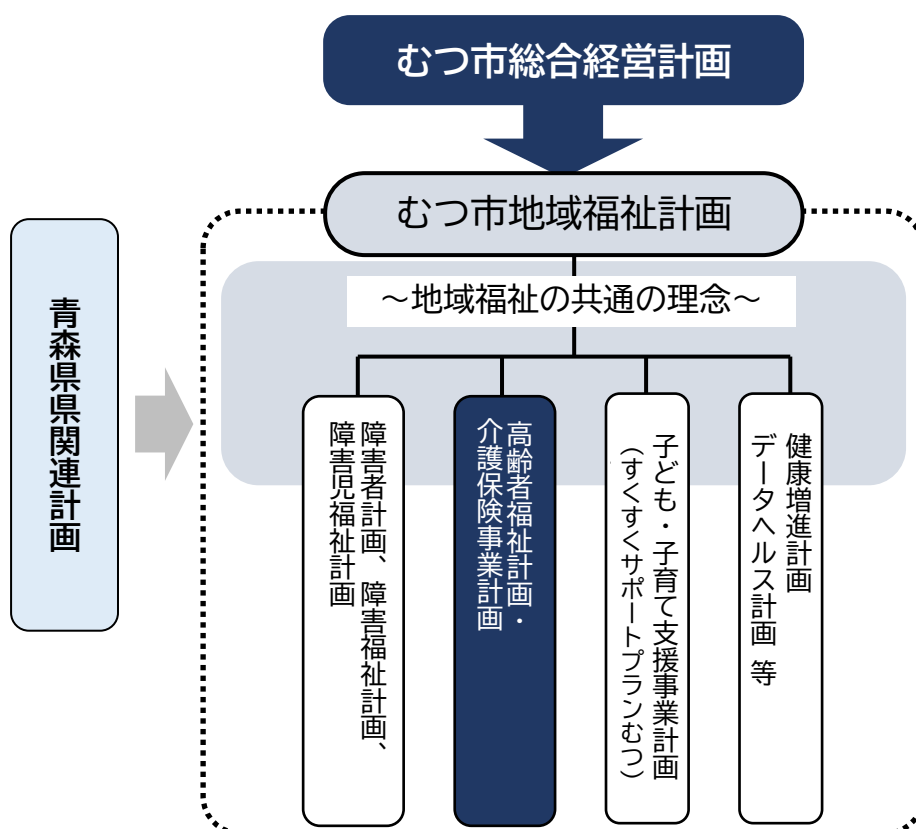 むつ市総合経営計画
むつ市地域福祉計画
～地域福祉の共通の理念～
青森県県関連計画
障害者計画、障害福祉計画、
障害児福祉計画
高齢者福祉計画・
介護保険事業計画
子ども・子育て支援事業計画
（すくすくサポートプランむつ）
健康増進計画
データヘルス計画 等